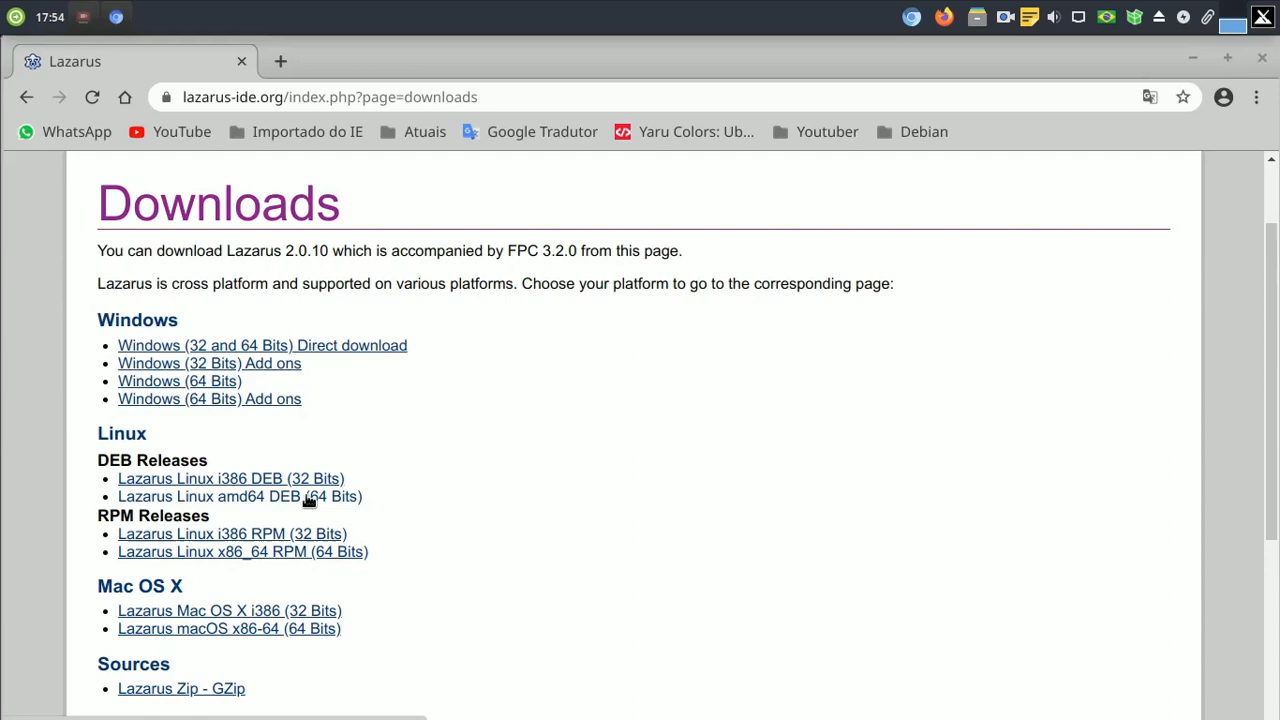 17:54
Lazarus
lazarus-ide.org/index.php?page=downloads
WhatsApp YouTube Importado do IE Atuais Google Tradutor Yaru Colors: Ub... Youtuber Debian
Downloads
You can download Lazarus 2.0.10 which is accompanied by FPC 3.2.0 from this page.
Lazarus is cross platform and supported on various platforms. Choose your platform to go to the corresponding page:
Windows
Windows (32 and 64 Bits) Direct download
Windows (32 Bits) Add ons
Windows (64 Bits)
Windows (64 Bits) Add ons
Linux
DEB Releases
Lazarus Linux i386 DEB (32 Bits)
Lazarus Linux amd64 DEB (64 Bits)
RPM Releases
Lazarus Linux i386 RPM (32 Bits)
Lazarus Linux x86_64 RPM (64 Bits)
Mac OS X
Lazarus Mac OS X i386 (32 Bits)
Lazarus macOS x86-64 (64 Bits)
Sources
Lazarus Zip - GZip